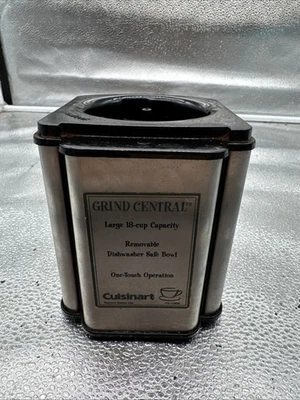 GRIND CENTRAL™
Large 18-cup Capacity
Removable
Dishwasher Safe Bowl
One-Touch Operation
Cuisinart